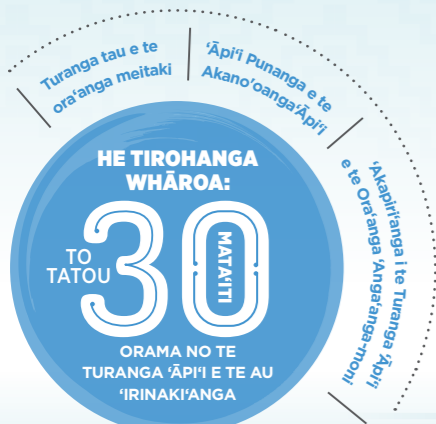 Turanga tau e te
ora‘anga meitaki
‘Āpi‘i Punanga e te
Akano’oanga‘Āpi‘i
‘Akapiri‘anga i te Turanga ‘Āpi‘i
e te Ora‘anga ‘Anga‘anga-moni
HE TIROHANGA
WHĀROA:
TO
TATOU
30
MATAITI
ORAMA NO TE
TURANGA ‘ĀPI‘I E TE AU
‘IRINAKI‘ANGA